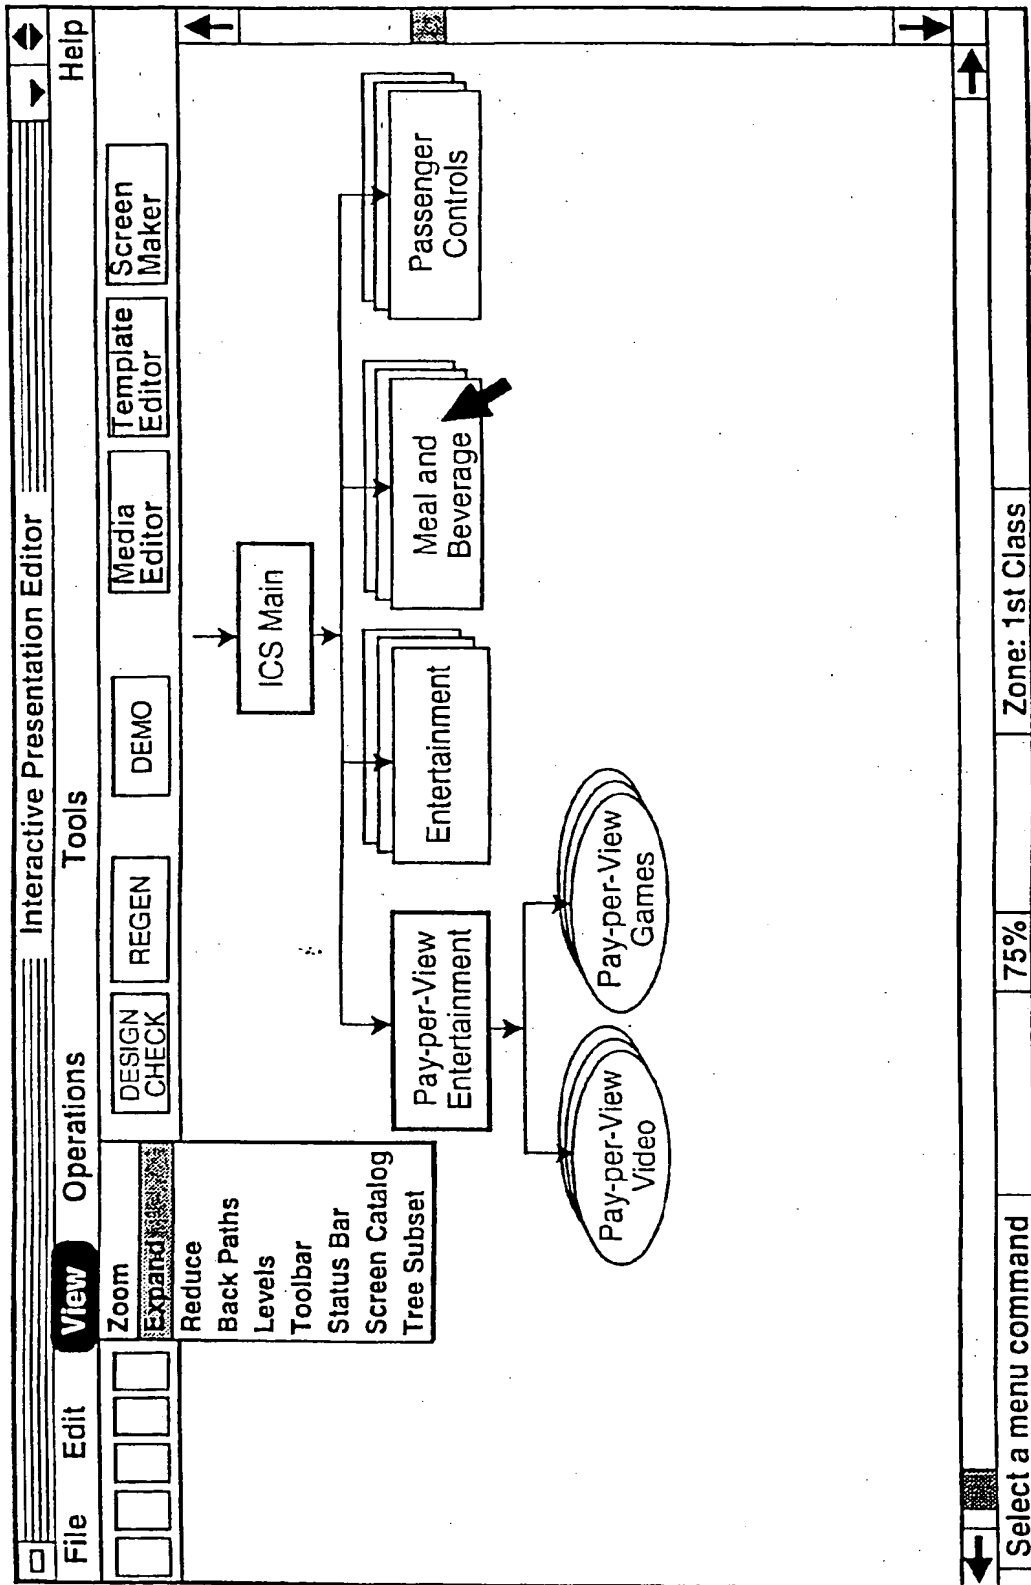 Interactive Presentation Editor
File Edit View Operations Tools Help
DESIGN
CHECK
REGEN
DEMO
Media
Editor
Template
Editor
Screen
Maker
Zoom
Expand
Reduce
Back Paths
Levels
Toolbar
Status Bar
Screen Catalog
Tree Subset
ICS Main
Pay-per-View
Entertainment
Entertainment
Meal and
Beverage
Passenger
Controls
Pay-per-View
Video
Pay-per-View
Games
Select a menu command 75% Zone: 1st Class